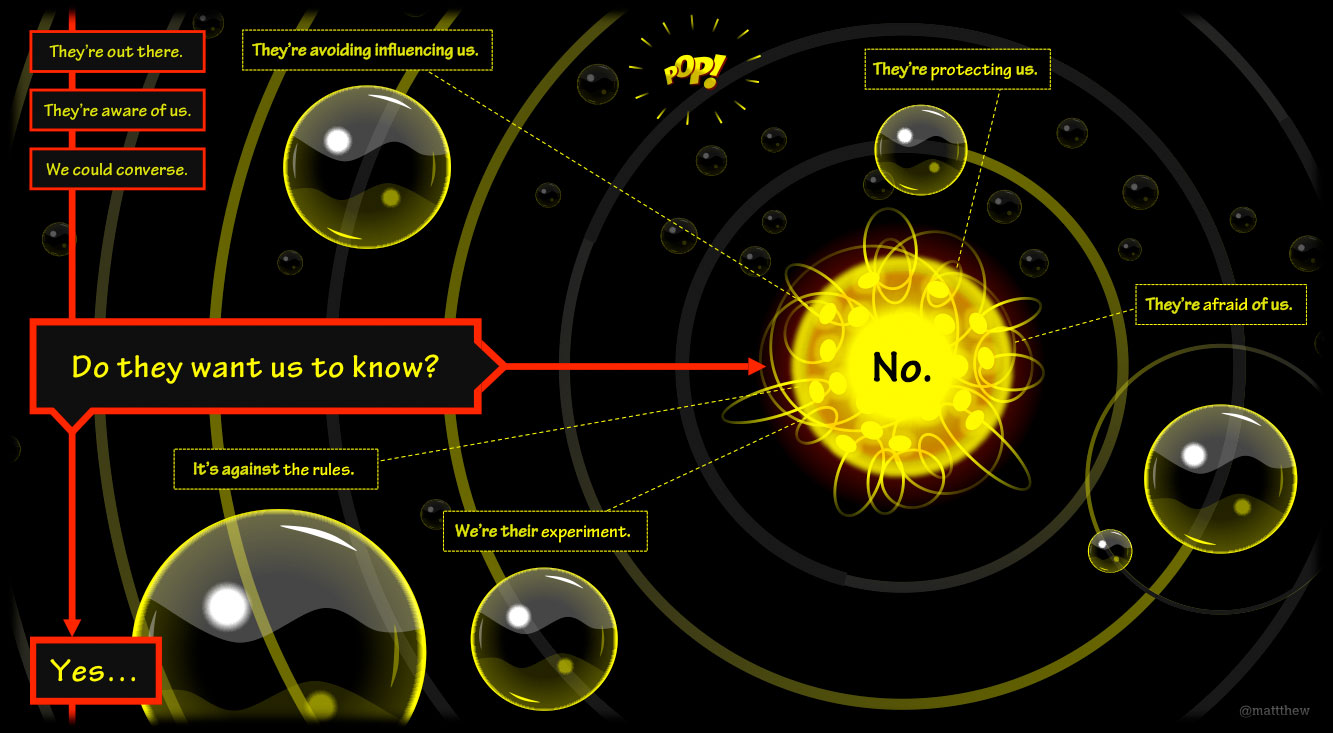 They're out there.
They're aware of us.
We could converse.
They're avoiding influencing us.
POP!
They're protecting us.
They're afraid of us.
Do they want us to know?
No.
It's against the rules.
We're their experiment.
Yes...
@mattthew